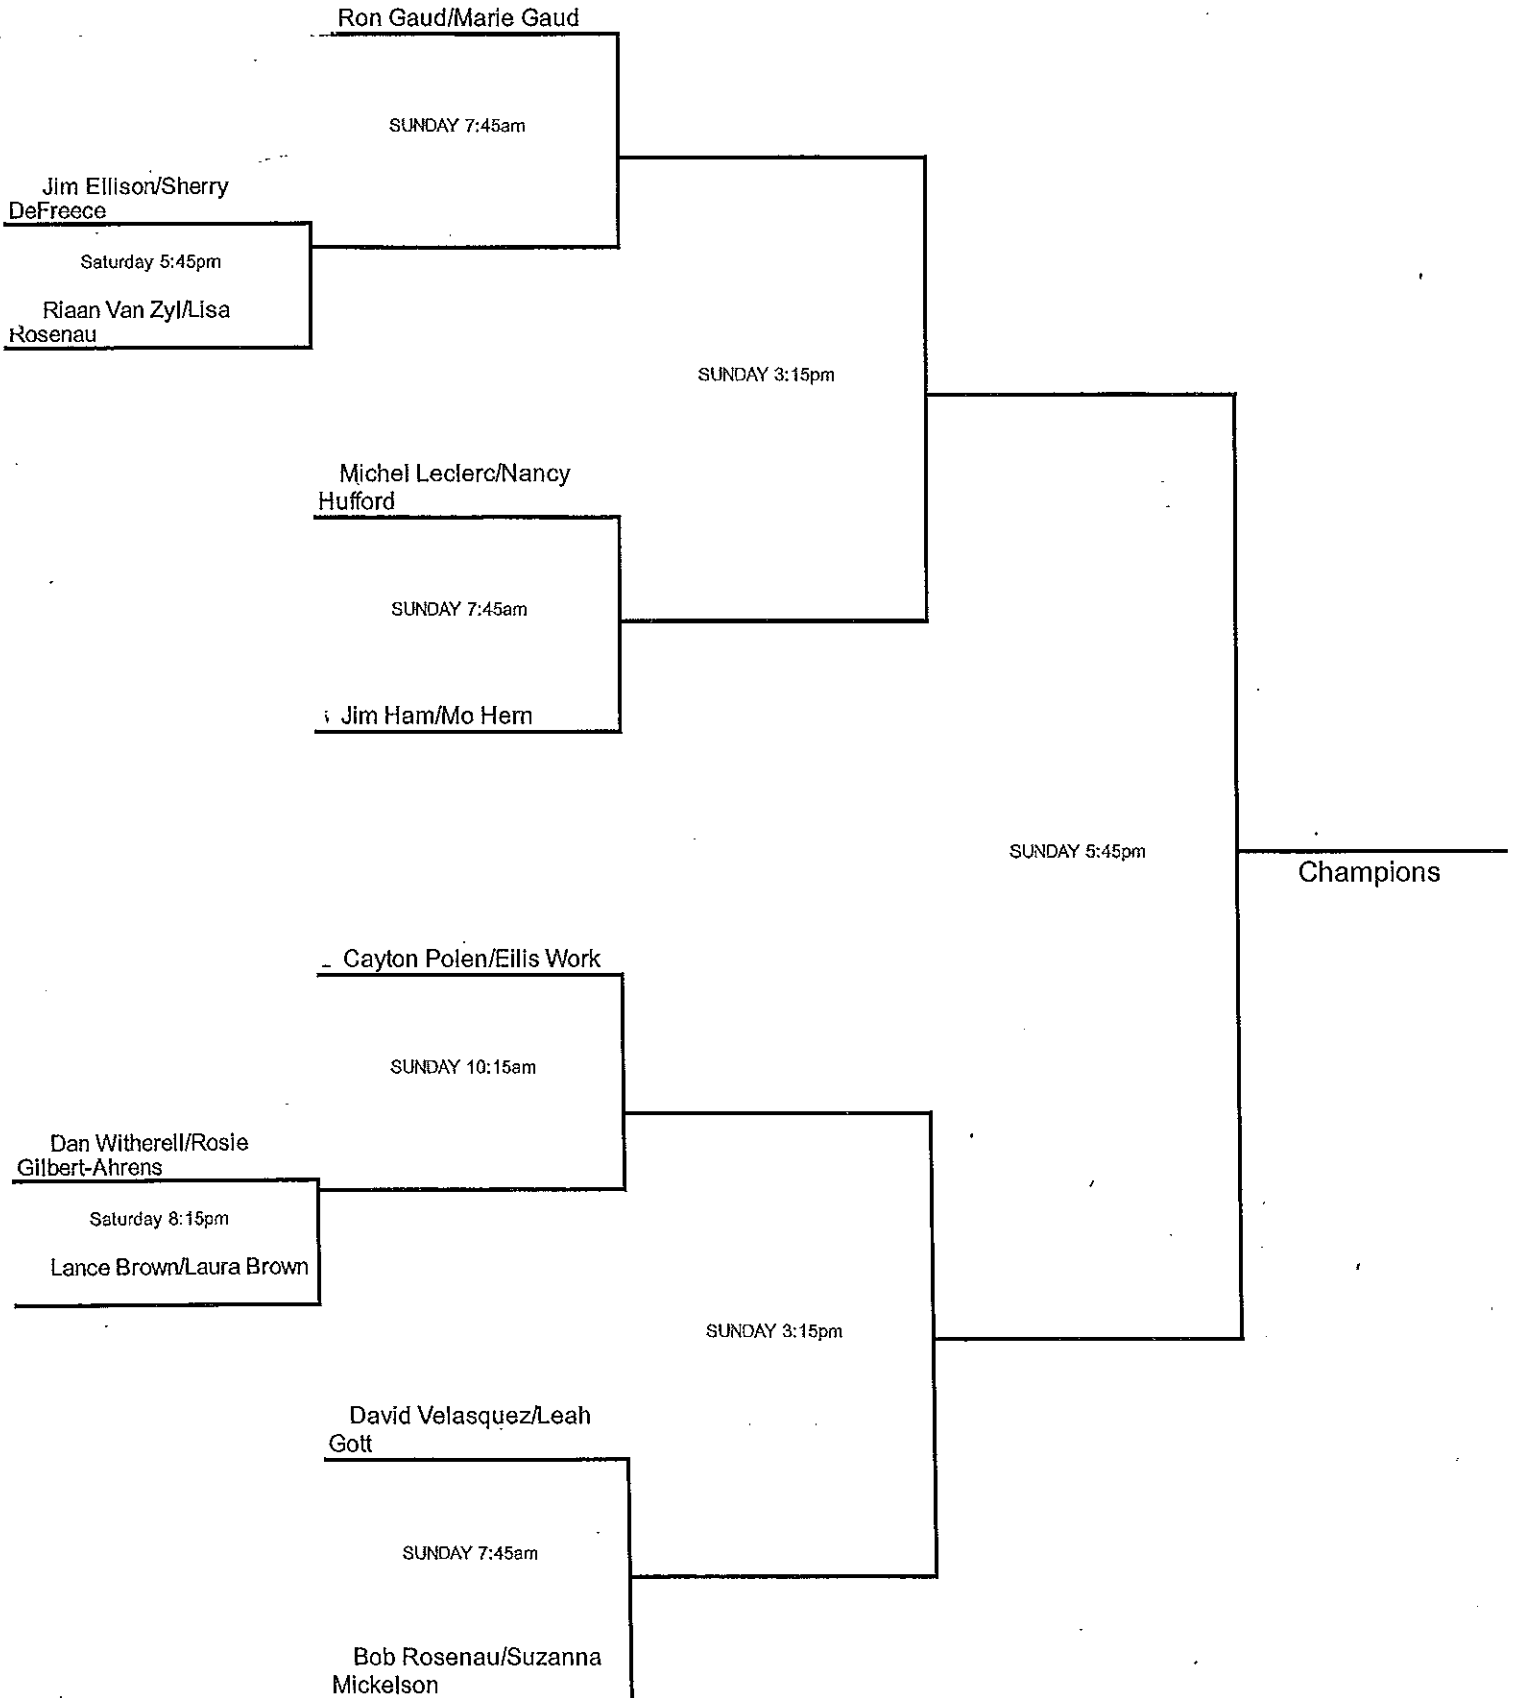 Ron Gaud/Marie Gaud
SUNDAY 7:45am
Jim Ellison/Sherry
DeFreece
Saturday 5:45pm
Riaan Van Zyl/Lisa
Rosenau
SUNDAY 3:15pm
Michel Leclerc/Nancy
Hufford
SUNDAY 7:45am
Jim Ham/Mo Hern
SUNDAY 5:45pm
Champions
Cayton Polen/Eilis Work
SUNDAY 10:15am
Dan Witherell/Rosie
Gilbert-Ahrens
Saturday 8:15pm
Lance Brown/Laura Brown
SUNDAY 3:15pm
David Velasquez/Leah
Gott
SUNDAY 7:45am
Bob Rosenau/Suzanna
Mickelson